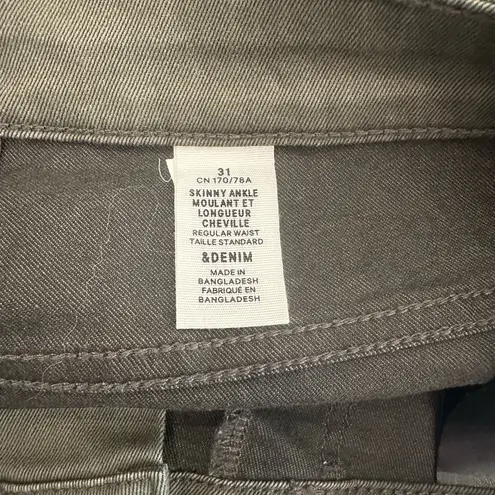 31
CN 170/78A
SKINNY ANKLE
MOULANT ET
LONGUEUR
CHEVILLE
REGULAR WAIST
TAILLE STANDARD
&DENIM
MADE IN
BANGLADESH
FABRIQUÉ EN
BANGLADESH